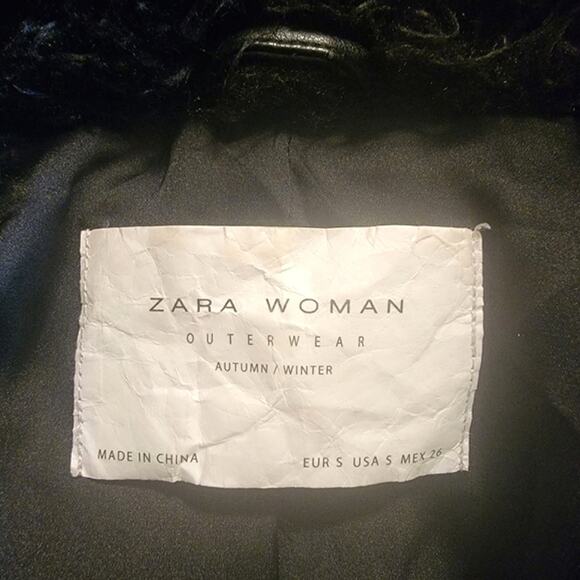 ZARA WOMAN
OUTERWEAR
AUTUMN / WINTER
MADE IN CHINA
EUR S USA S MEX 26